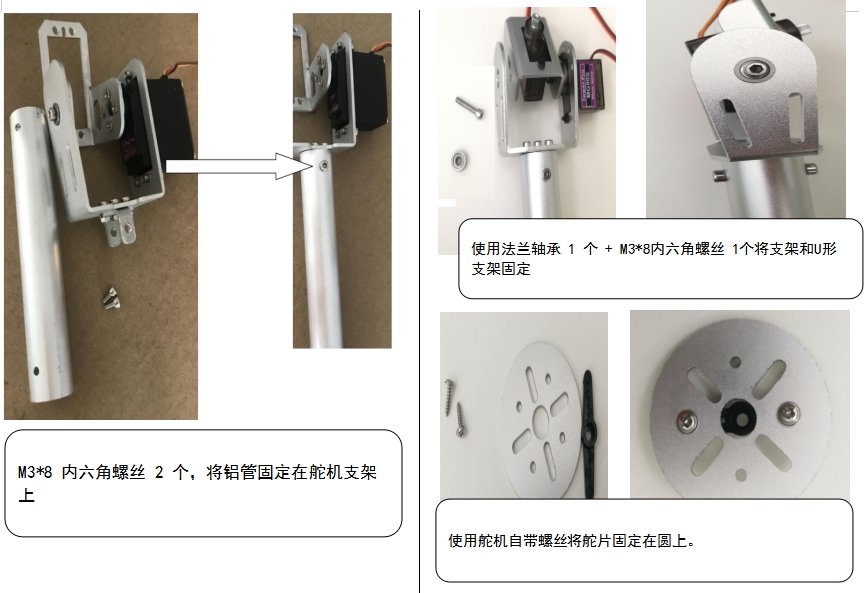 M3*8 内六角螺丝 2 个，将铝管固定在舵机支架
上
使用法兰轴承 1 个 + M3*8内六角螺丝 1个将支架和U形
支架固定
使用舵机自带螺丝将舵片固定在圆上。